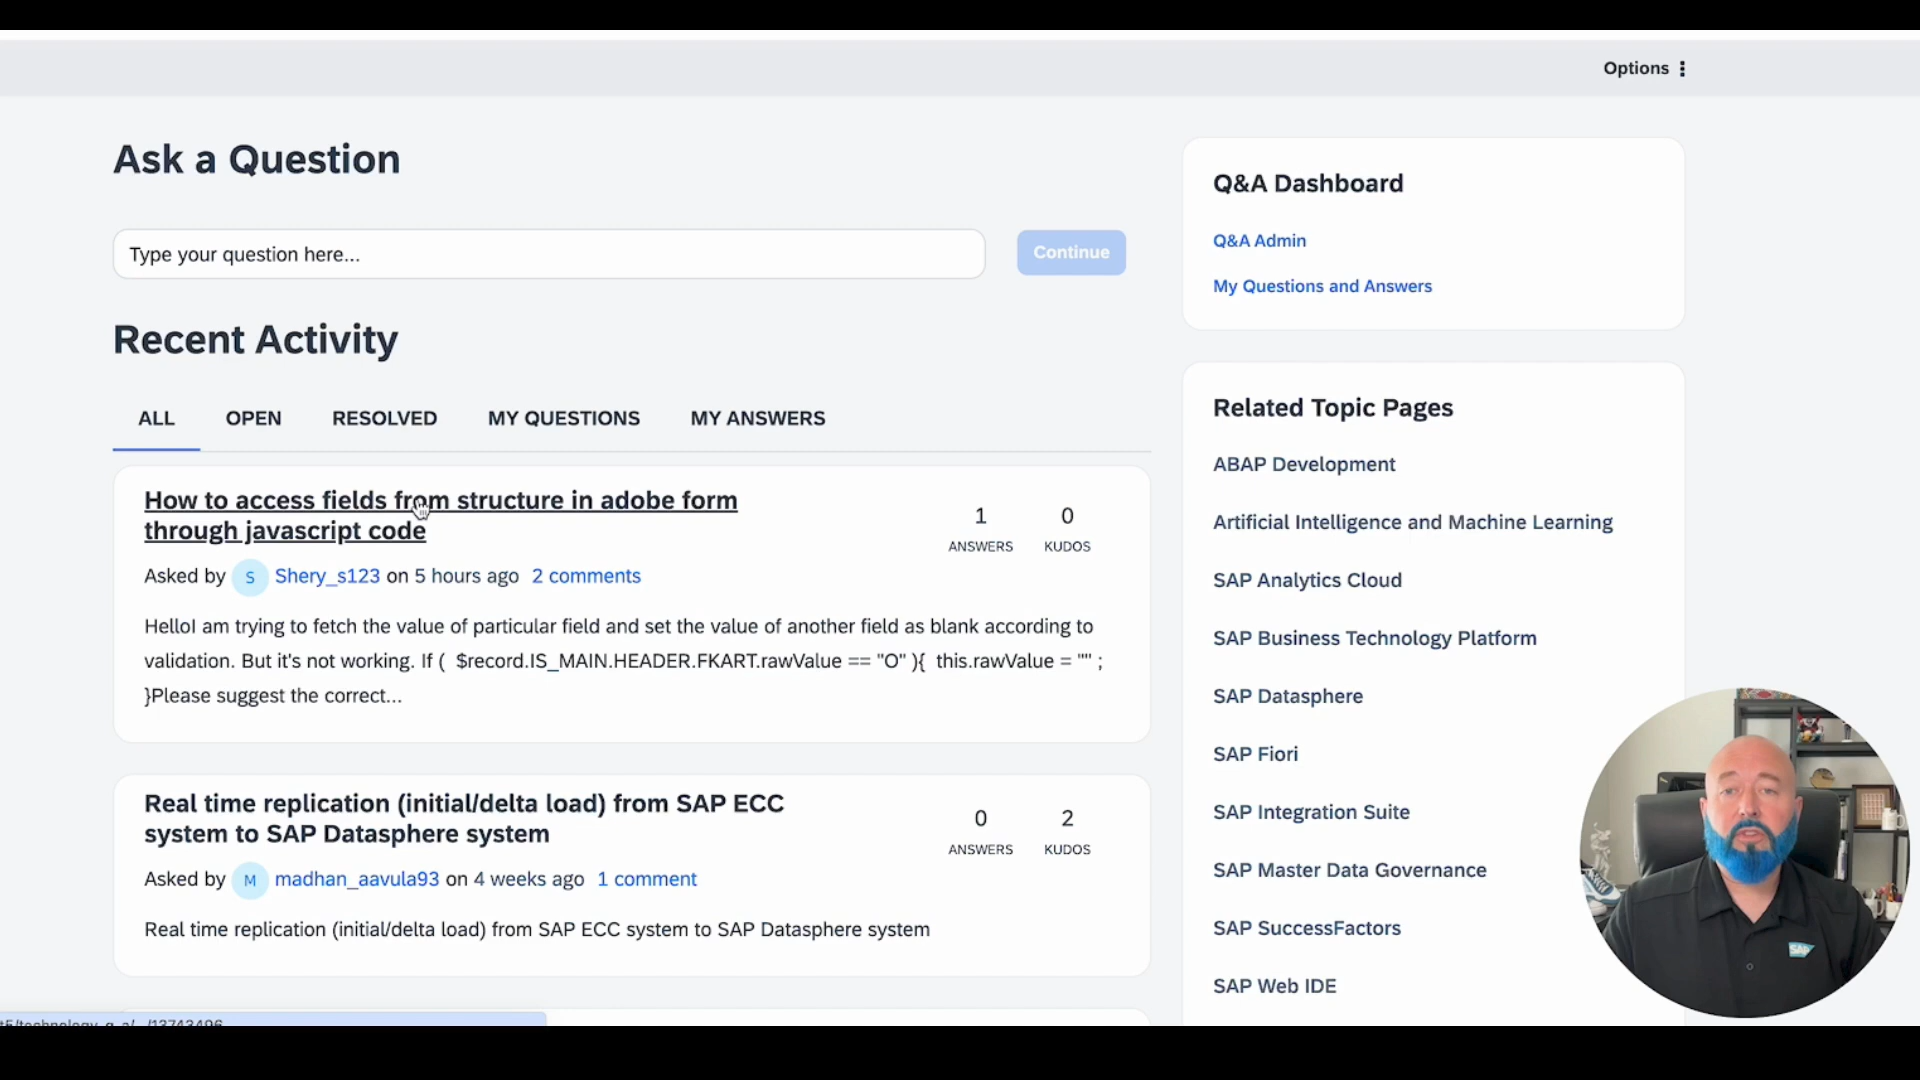 Options
Ask a Question
Type your question here...
Continue
Recent Activity
ALL
OPEN
RESOLVED
MY QUESTIONS
MY ANSWERS
How to access fields from structure in adobe form
through javascript code
1
ANSWERS
0
KUDOS
Asked by S Shery_s123 on 5 hours ago 2 comments
HelloI am trying to fetch the value of particular field and set the value of another field as blank according to
validation. But it's not working. If ( $record.IS_MAIN.HEADER.FKART.rawValue == "O" ){ this.rawValue = "" ;
}Please suggest the correct...
Real time replication (initial/delta load) from SAP ECC
system to SAP Datasphere system
0
ANSWERS
2
KUDOS
Asked by M madhan_aavula93 on 4 weeks ago 1 comment
Real time replication (initial/delta load) from SAP ECC system to SAP Datasphere system
Q&A Dashboard
Q&A Admin
My Questions and Answers
Related Topic Pages
ABAP Development
Artificial Intelligence and Machine Learning
SAP Analytics Cloud
SAP Business Technology Platform
SAP Datasphere
SAP Fiori
SAP Integration Suite
SAP Master Data Governance
SAP SuccessFactors
SAP Web IDE
SAP